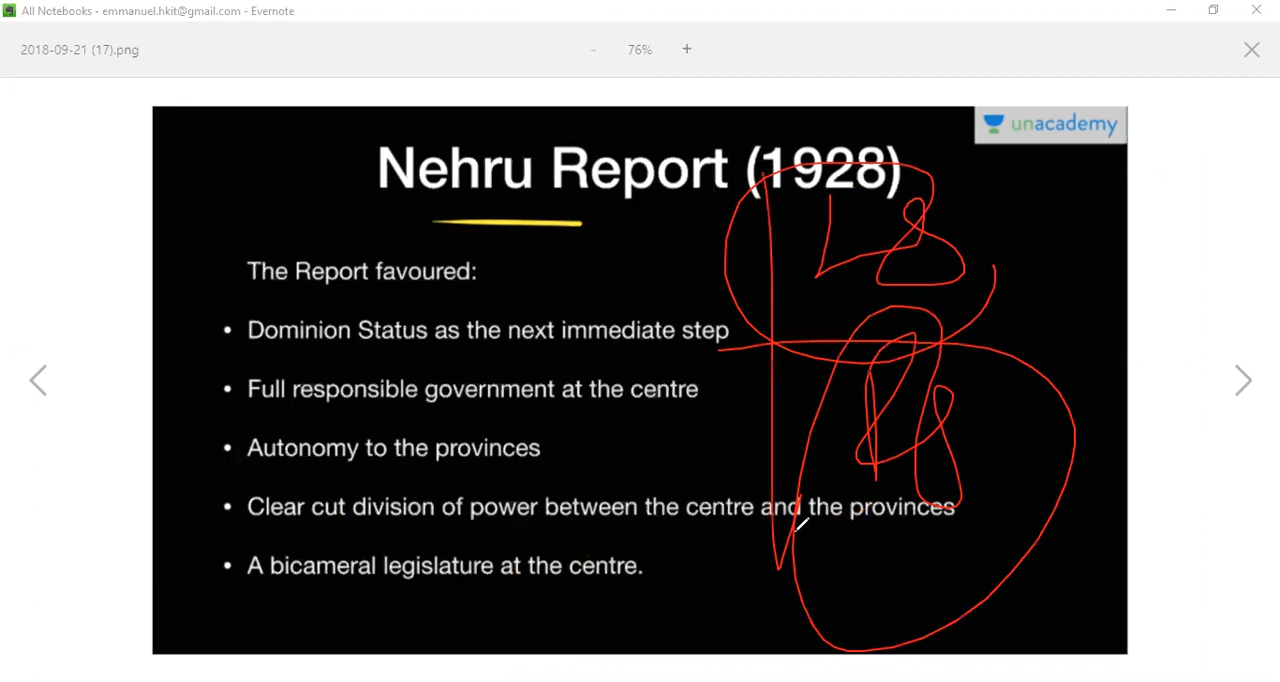 All Notebooks - emmanuel.hkit@gmail.com - Evernote
2018-09-21 (17).png
- 76% +
unacademy
Nehru Report (1928)
LS
The Report favoured:
• Dominion Status as the next immediate step
• Full responsible government at the centre
RS
• Autonomy to the provinces
• Clear cut division of power between the centre and the provinces
• A bicameral legislature at the centre.